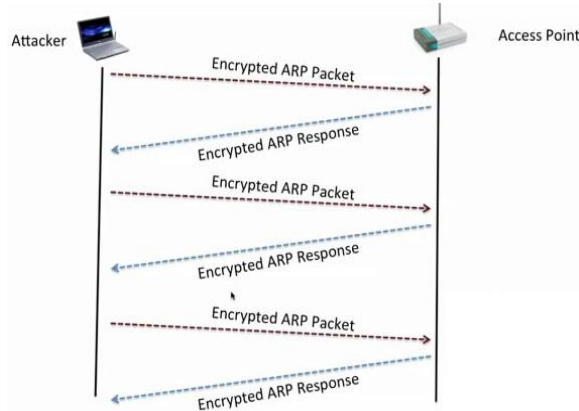 Attacker
Access Point
Encrypted ARP Packet
Encrypted ARP Response
Encrypted ARP Packet
Encrypted ARP Response
Encrypted ARP Packet
Encrypted ARP Response